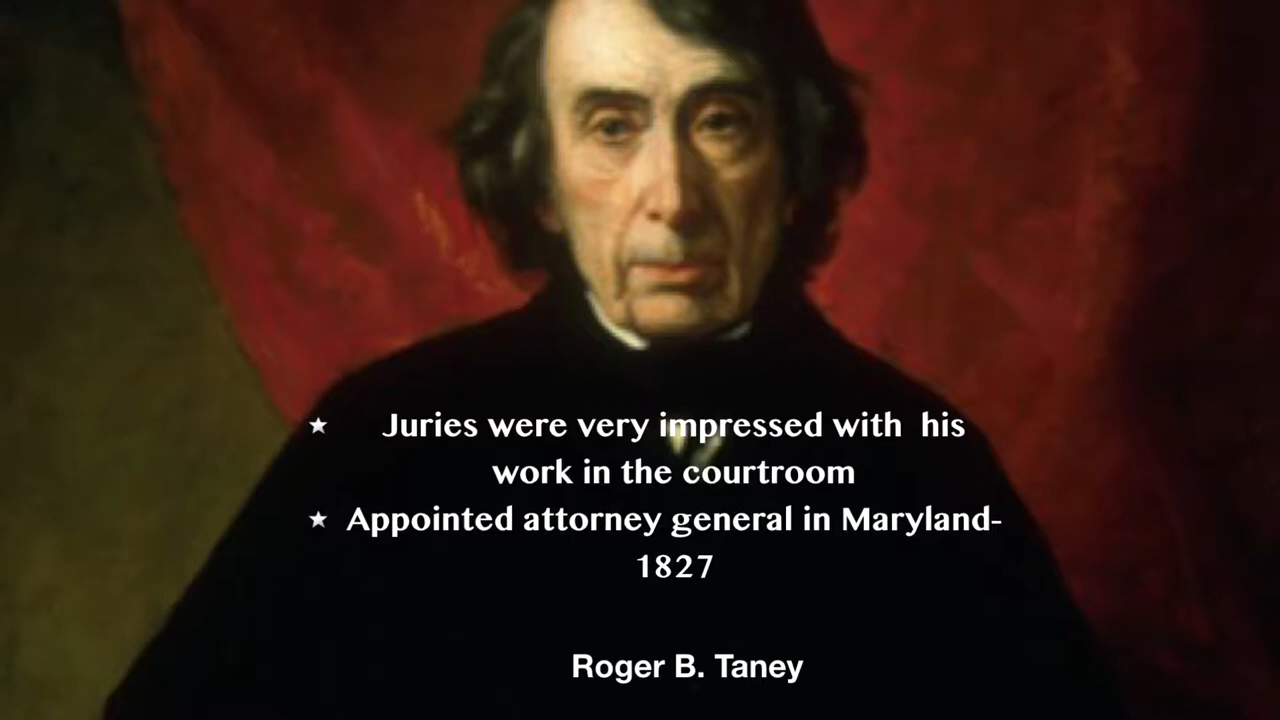 ★ Juries were very impressed with  his
work in the courtroom
★ Appointed attorney general in Maryland-
1827
Roger B. Taney